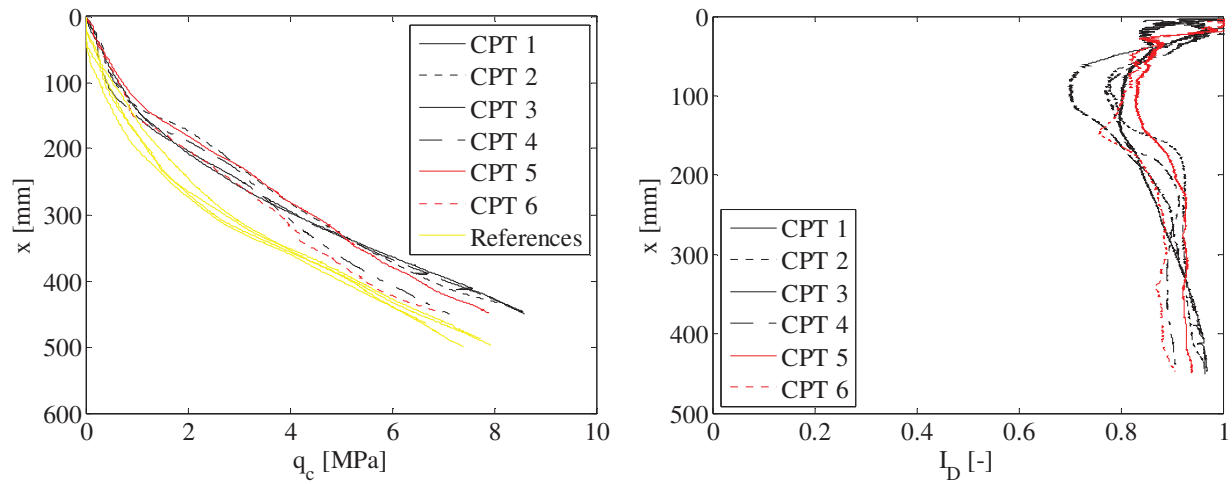 0
100
200
300
400
500
600
x [mm]
0
2
4
6
8
10
q_c [MPa]
CPT 1
CPT 2
CPT 3
CPT 4
CPT 5
CPT 6
References
0
100
200
300
400
500
x [mm]
0
0.2
0.4
0.6
0.8
1
I_D [-]
CPT 1
CPT 2
CPT 3
CPT 4
CPT 5
CPT 6